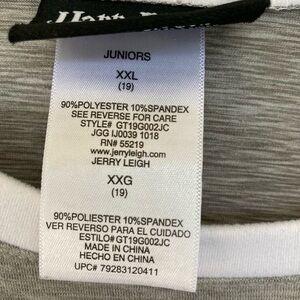 JUNIORS
XXL
(19)
90%POLYESTER 10%SPANDEX
SEE REVERSE FOR CARE
STYLE# GT19G002JC
JGG IJ0039 1018
RN# 55219
www.jerryleigh.com
JERRY LEIGH
XXG
(19)
90%POLIESTER 10%SPANDEX
VER REVERSO PARA EL CUIDADO
ESTILO# GT19G002JC
MADE IN CHINA
HECHO EN CHINA
UPC# 79283120411